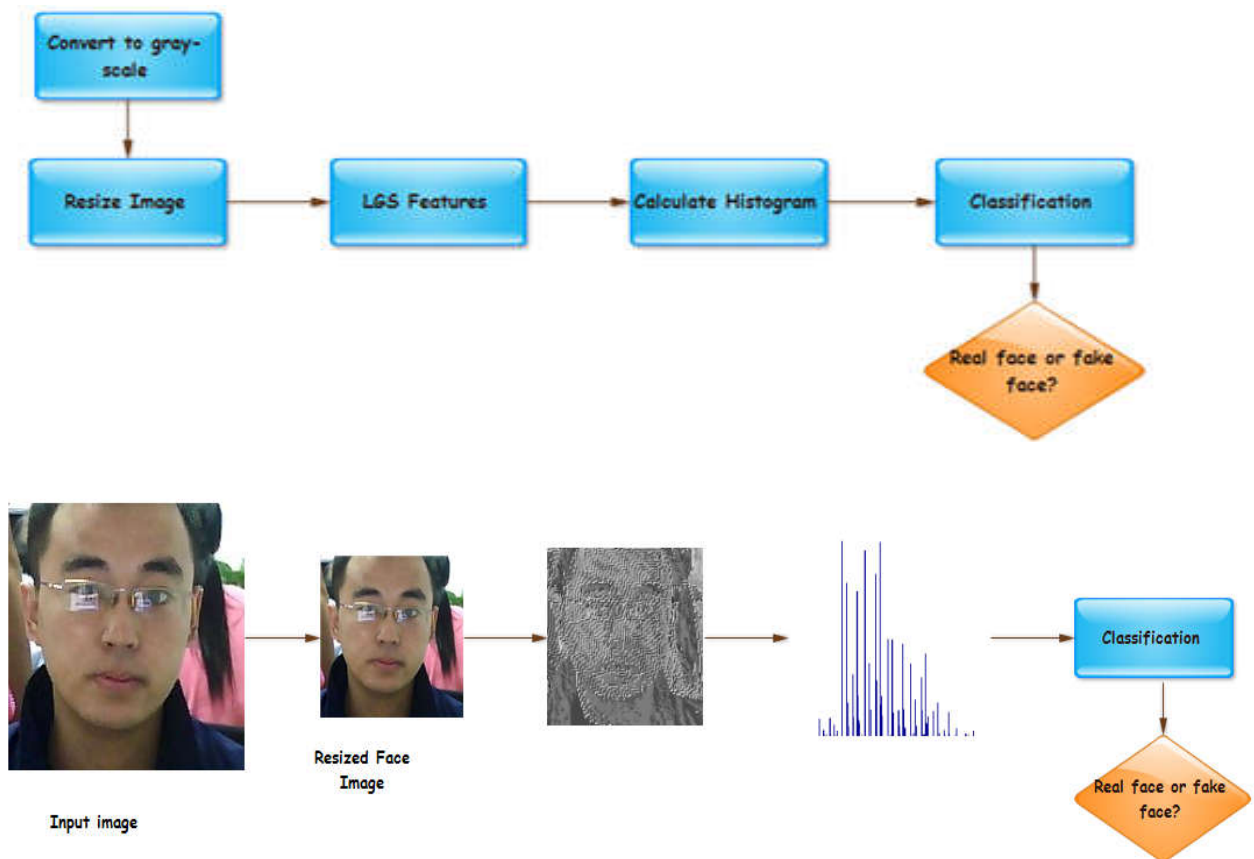 Convert to gray-
scale
Resize Image
LGS Features
Calculate Histogram
Classification
Real face or fake
face?
Classification
Resized Face
Image
Real face or fake
face?
Input image